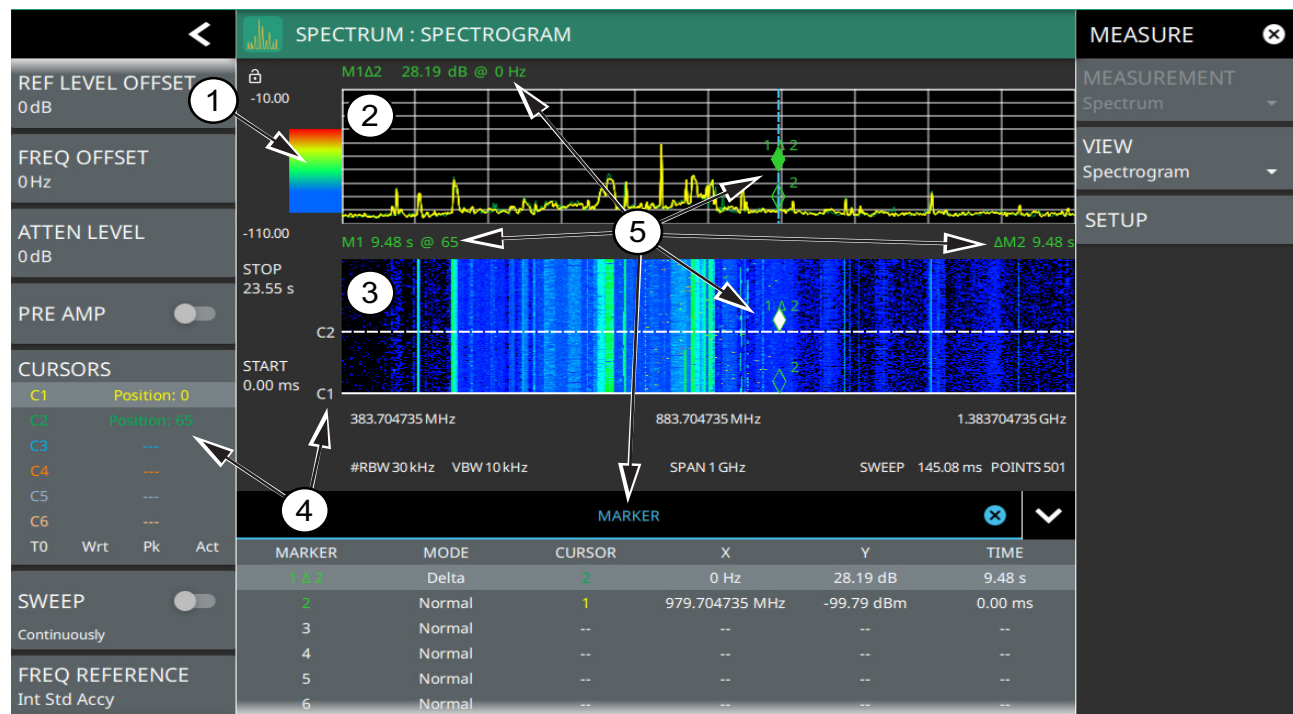 SPECTRUM : SPECTROGRAM
MEASURE
REF LEVEL OFFSET
0 dB
FREQ OFFSET
0 Hz
ATTEN LEVEL
0 dB
PRE AMP
CURSORS
C1 Position: 0
C2 Position: 65
C3 ---
C4 ---
C5 ---
C6 ---
T0 Wrt Pk Act
SWEEP
Continuously
FREQ REFERENCE
Int Std Accy
M1Δ2 28.19 dB @ 0 Hz
-10.00
1
2
1 Δ 2
2
-110.00
5
M1 9.48 s @ 65
ΔM2 9.48 s
STOP
23.55 s
3
1 Δ 2
C2
START
0.00 ms
2
C1
383.704735 MHz 883.704735 MHz 1.383704735 GHz
#RBW 30 kHz VBW 10 kHz SPAN 1 GHz SWEEP 145.08 ms POINTS 501
4
MARKER
MARKER MODE CURSOR X Y TIME
1 Δ 2 Delta 2 0 Hz 28.19 dB 9.48 s
2 Normal 1 979.704735 MHz -99.79 dBm 0.00 ms
3 Normal -- -- -- --
4 Normal -- -- -- --
5 Normal -- -- -- --
6 Normal -- -- -- --
MEASUREMENT
Spectrum
VIEW
Spectrogram
SETUP